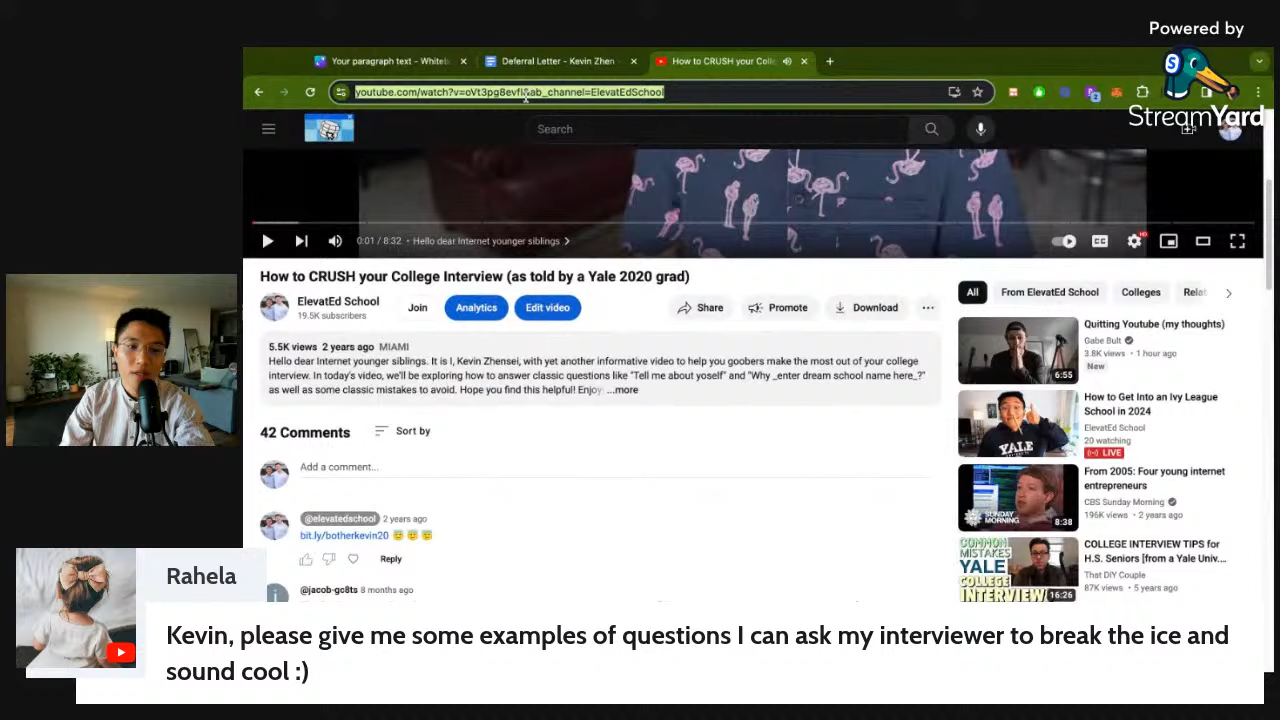 Powered by
StreamYard
Your paragraph text - Whiteb
Deferral Letter - Kevin Zhen
How to CRUSH your Colle
youtube.com/watch?v=oVt3pg8evfI&ab_channel=ElevatEdSchool
Search
0:01 / 8:32 • Hello dear Internet younger siblings
HD
How to CRUSH your College Interview (as told by a Yale 2020 grad)
ElevatEd School
19.5K subscribers
Join
Analytics
Edit video
Share
Promote
Download
5.5K views 2 years ago MIAMI
Hello dear Internet younger siblings. It is I, Kevin Zhensei, with yet another informative video to help you goobers make the most out of your college
interview. In today's video, we'll be exploring how to answer classic questions like "Tell me about yoself" and "Why _enter dream school name here_?"
as well as some classic mistakes to avoid. Hope you find this helpful! Enjoy ...more
42 Comments
Sort by
Add a comment...
@elevatedschool 2 years ago
bit.ly/botherkevin20
Reply
@jacob-gc8ts 8 months ago
All
From ElevatEd School
Colleges
Relat
Quitting Youtube (my thoughts)
Gabe Bult
3.8K views • 1 hour ago
New
6:55
How to Get Into an Ivy League
School in 2024
ElevatEd School
20 watching
LIVE
YALE
From 2005: Four young internet
entrepreneurs
CBS Sunday Morning
196K views • 2 years ago
SUNDAY
MORNING
8:38
COLLEGE INTERVIEW TIPS for
H.S. Seniors [from a Yale Univ....
That DIY Couple
87K views • 5 years ago
COMMON
MISTAKES
YALE
COLLEGE
INTERVIEW
16:26
Rahela
Kevin, please give me some examples of questions I can ask my interviewer to break the ice and
sound cool :)